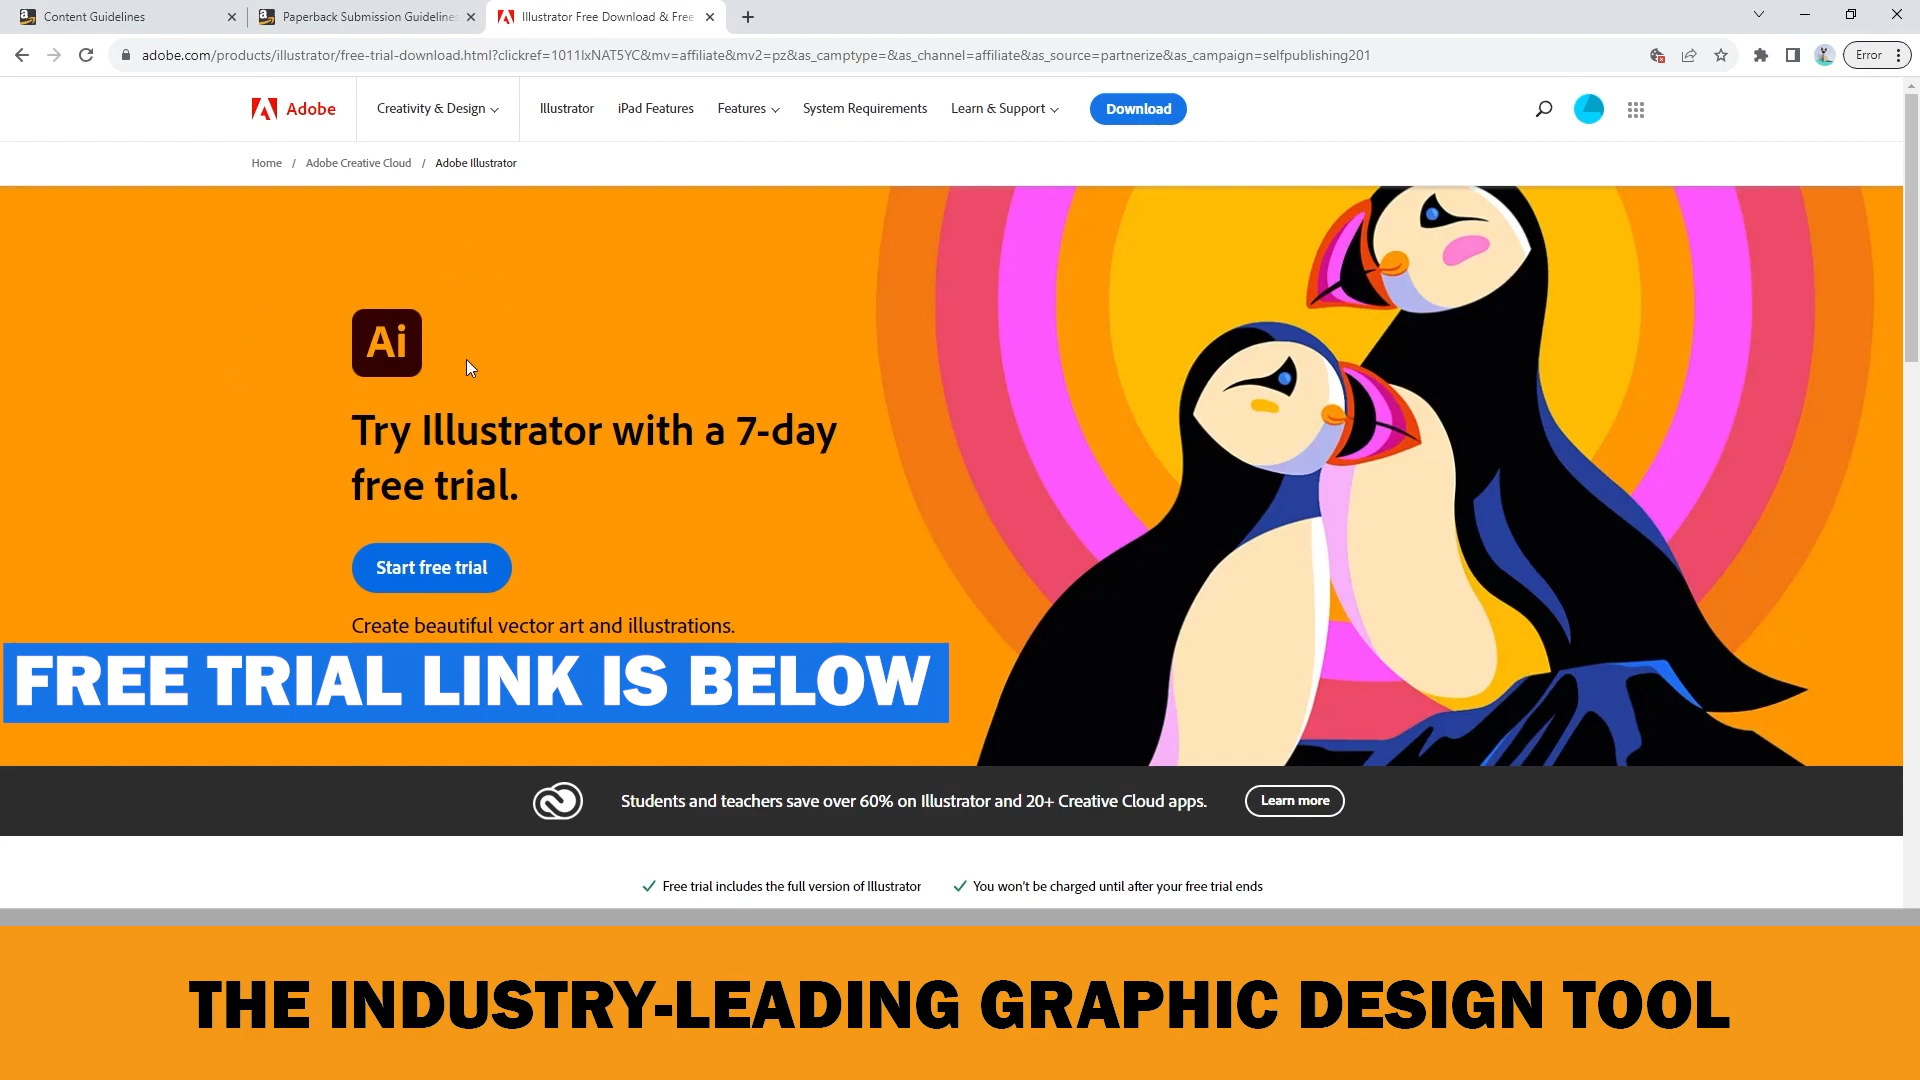 Content Guidelines
Paperback Submission Guidelines
Illustrator Free Download & Free
adobe.com/products/illustrator/free-trial-download.html?clickref=1011lxNAT5YC&mv=affiliate&mv2=pz&as_camptype=&as_channel=affiliate&as_source=partnerize&as_campaign=selfpublishing201
Error
Adobe
Creativity & Design
Illustrator
iPad Features
Features
System Requirements
Learn & Support
Download
Home / Adobe Creative Cloud / Adobe Illustrator
Ai
Try Illustrator with a 7-day
free trial.
Start free trial
Create beautiful vector art and illustrations.
FREE TRIAL LINK IS BELOW
Students and teachers save over 60% on Illustrator and 20+ Creative Cloud apps.
Learn more
Free trial includes the full version of Illustrator
You won't be charged until after your free trial ends
THE INDUSTRY-LEADING GRAPHIC DESIGN TOOL